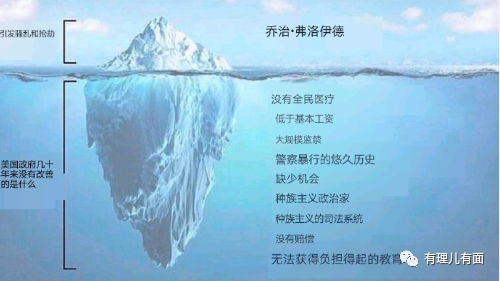 引发骚乱和抢劫
乔治·弗洛伊德
没有全民医疗
低于基本工资
大规模监禁
警察暴行的悠久历史
美国政府几十
年来没有改善
的是什么
缺少机会
种族主义政治家
种族主义的司法系统
没有赔偿
无法获得负担得起的教育
有理儿有面